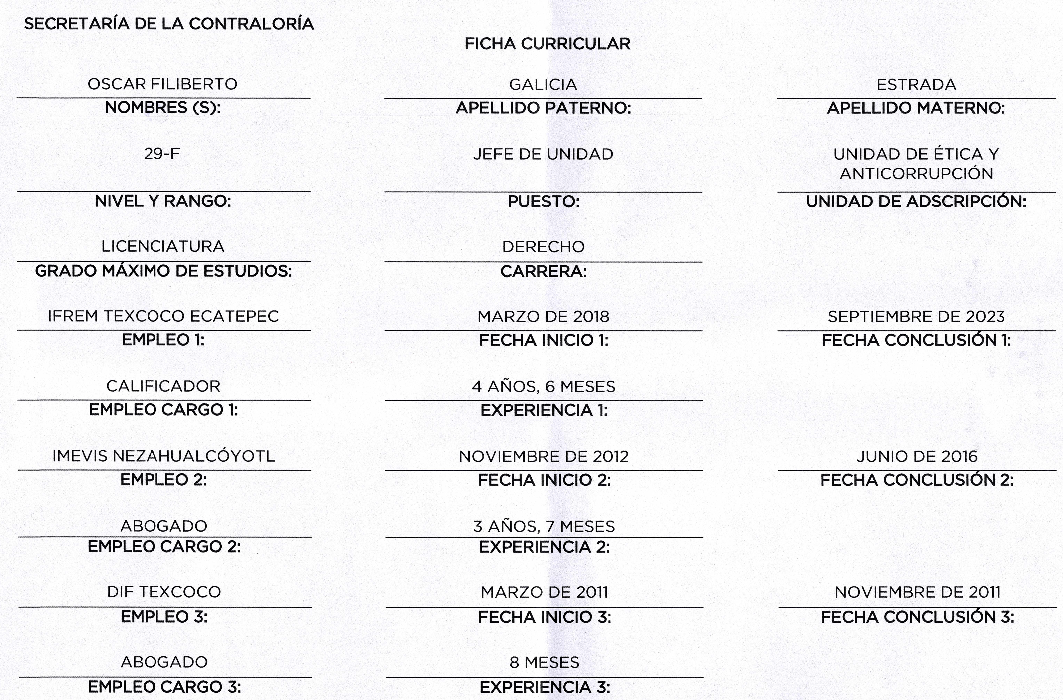 SECRETARÍA DE LA CONTRALORÍA
FICHA CURRICULAR
OSCAR FILIBERTO GALICIA ESTRADA
NOMBRES (S): APELLIDO PATERNO: APELLIDO MATERNO:
29-F JEFE DE UNIDAD UNIDAD DE ÉTICA Y
ANTICORRUPCIÓN
NIVEL Y RANGO: PUESTO: UNIDAD DE ADSCRIPCIÓN:
LICENCIATURA DERECHO
GRADO MÁXIMO DE ESTUDIOS: CARRERA:
IFREM TEXCOCO ECATEPEC MARZO DE 2018 SEPTIEMBRE DE 2023
EMPLEO 1: FECHA INICIO 1: FECHA CONCLUSIÓN 1:
CALIFICADOR 4 AÑOS, 6 MESES
EMPLEO CARGO 1: EXPERIENCIA 1:
IMEVIS NEZAHUALCÓYOTL NOVIEMBRE DE 2012 JUNIO DE 2016
EMPLEO 2: FECHA INICIO 2: FECHA CONCLUSIÓN 2:
ABOGADO 3 AÑOS, 7 MESES
EMPLEO CARGO 2: EXPERIENCIA 2:
DIF TEXCOCO MARZO DE 2011 NOVIEMBRE DE 2011
EMPLEO 3: FECHA INICIO 3: FECHA CONCLUSIÓN 3:
ABOGADO 8 MESES
EMPLEO CARGO 3: EXPERIENCIA 3: